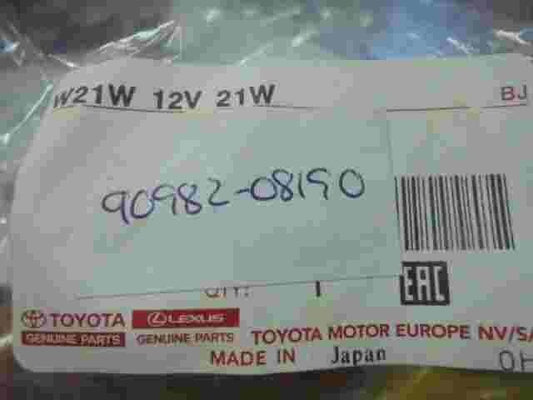 W21W 12V 21W BJ
90982-08190
QTY: 1
EAC
TOYOTA LEXUS
GENUINE PARTS GENUINE PARTS TOYOTA MOTOR EUROPE NV/SA
MADE IN Japan